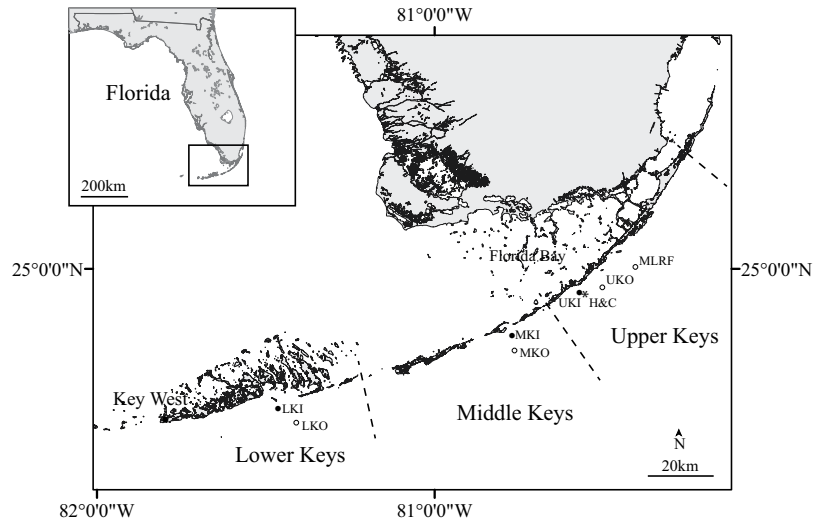 81°0'0"W
Florida
200km
25°0'0"N
25°0'0"N
Florida Bay
MLRF
UKO
UKI
H&C
Upper Keys
MKI
MKO
Key West
Middle Keys
LKI
LKO
Lower Keys
N
20km
82°0'0"W
81°0'0"W